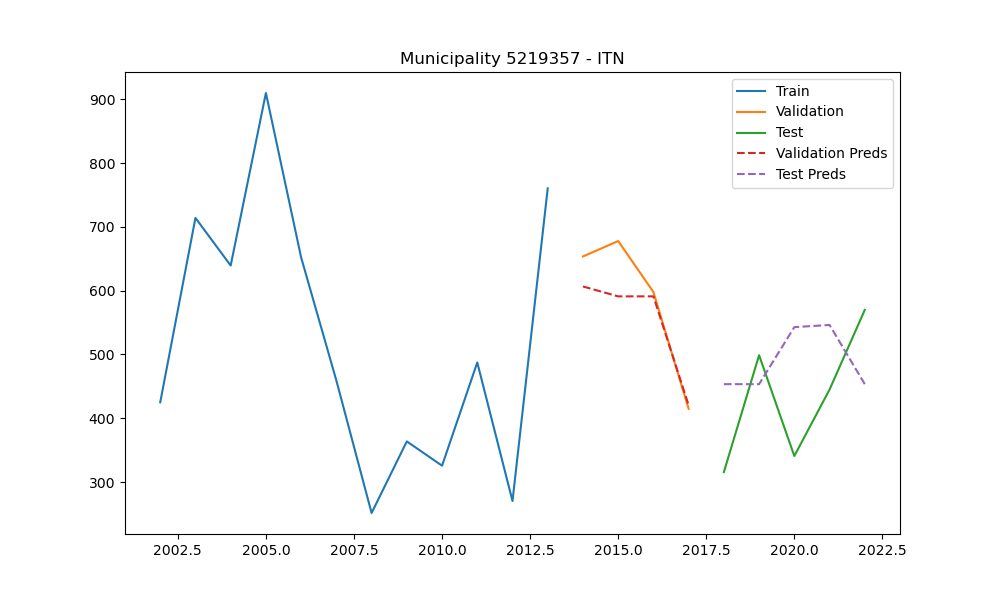 Municipality 5219357 - ITN
Train
Validation
Test
Validation Preds
Test Preds
900
800
700
600
500
400
300
2002.5 2005.0 2007.5 2010.0 2012.5 2015.0 2017.5 2020.0 2022.5